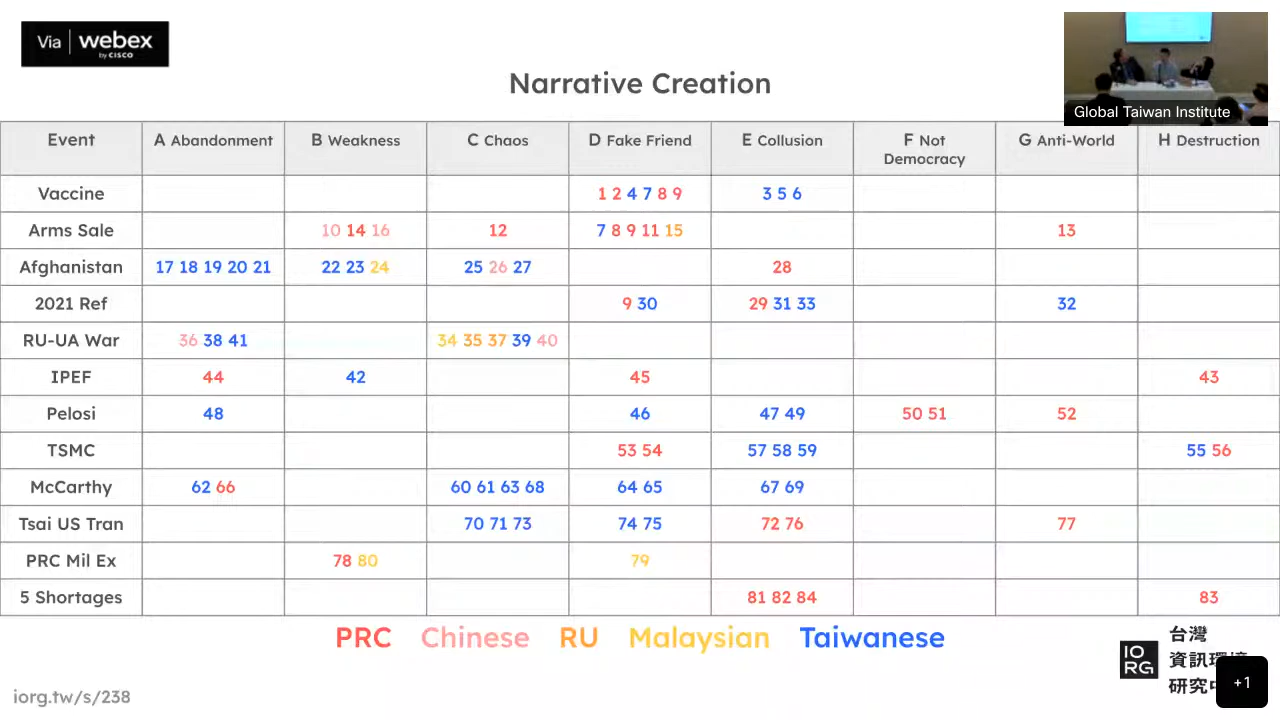 Via webex
by CISCO
Narrative Creation
Global Taiwan Institute
Event A Abandonment B Weakness C Chaos D Fake Friend E Collusion F Not Democracy G Anti-World H Destruction
Vaccine 1 2 4 7 8 9 3 5 6
Arms Sale 10 14 16 12 7 8 9 11 15 13
Afghanistan 17 18 19 20 21 22 23 24 25 26 27 28
2021 Ref 9 30 29 31 33 32
RU-UA War 36 38 41 34 35 37 39 40
IPEF 44 42 45 43
Pelosi 48 46 47 49 50 51 52
TSMC 53 54 57 58 59 55 56
McCarthy 62 66 60 61 63 68 64 65 67 69
Tsai US Tran 70 71 73 74 75 72 76 77
PRC Mil Ex 78 80 79
5 Shortages 81 82 84 83
PRC Chinese RU Malaysian Taiwanese
IO
RG
台灣
資訊環境
研究中
+1
iorg.tw/s/238